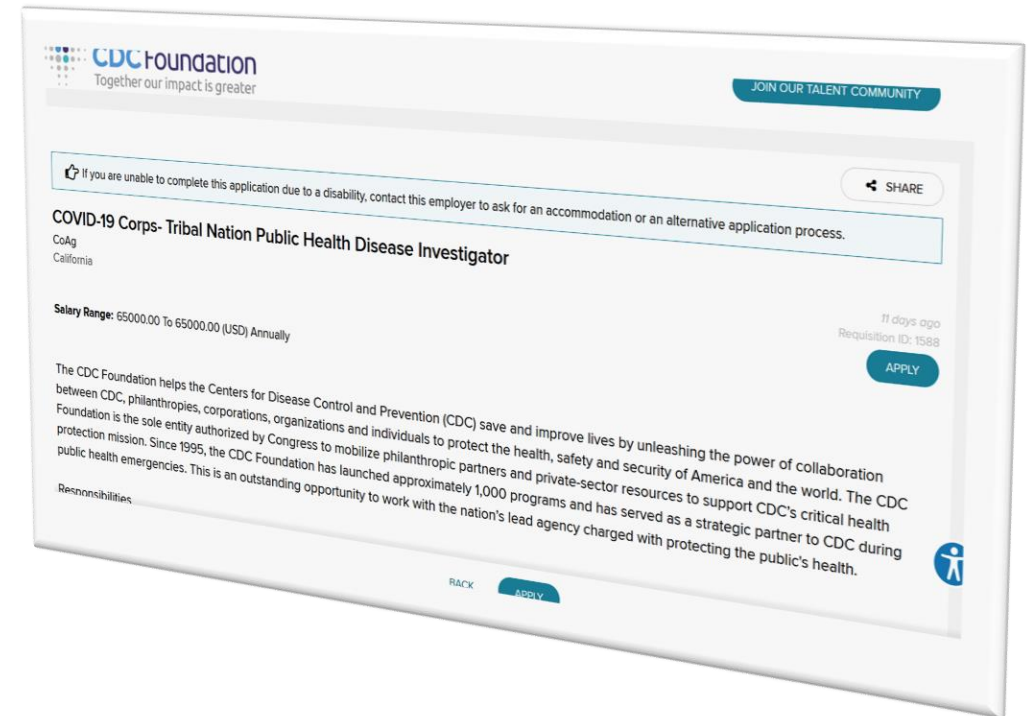 CDC Foundation
Together our impact is greater
JOIN OUR TALENT COMMUNITY
SHARE
If you are unable to complete this application due to a disability, contact this employer to ask for an accommodation or an alternative application process.
COVID-19 Corps- Tribal Nation Public Health Disease Investigator
CoAg
California
11 days ago
Requisition ID: 1588
Salary Range: 65000.00 To 65000.00 (USD) Annually
APPLY
The CDC Foundation helps the Centers for Disease Control and Prevention (CDC) save and improve lives by unleashing the power of collaboration
between CDC, philanthropies, corporations, organizations and individuals to protect the health, safety and security of America and the world. The CDC
Foundation is the sole entity authorized by Congress to mobilize philanthropic partners and private-sector resources to support CDC's critical health
protection mission. Since 1995, the CDC Foundation has launched approximately 1,000 programs and has served as a strategic partner to CDC during
public health emergencies. This is an outstanding opportunity to work with the nation's lead agency charged with protecting the public's health.
Responsibilities
BACK
APPLY